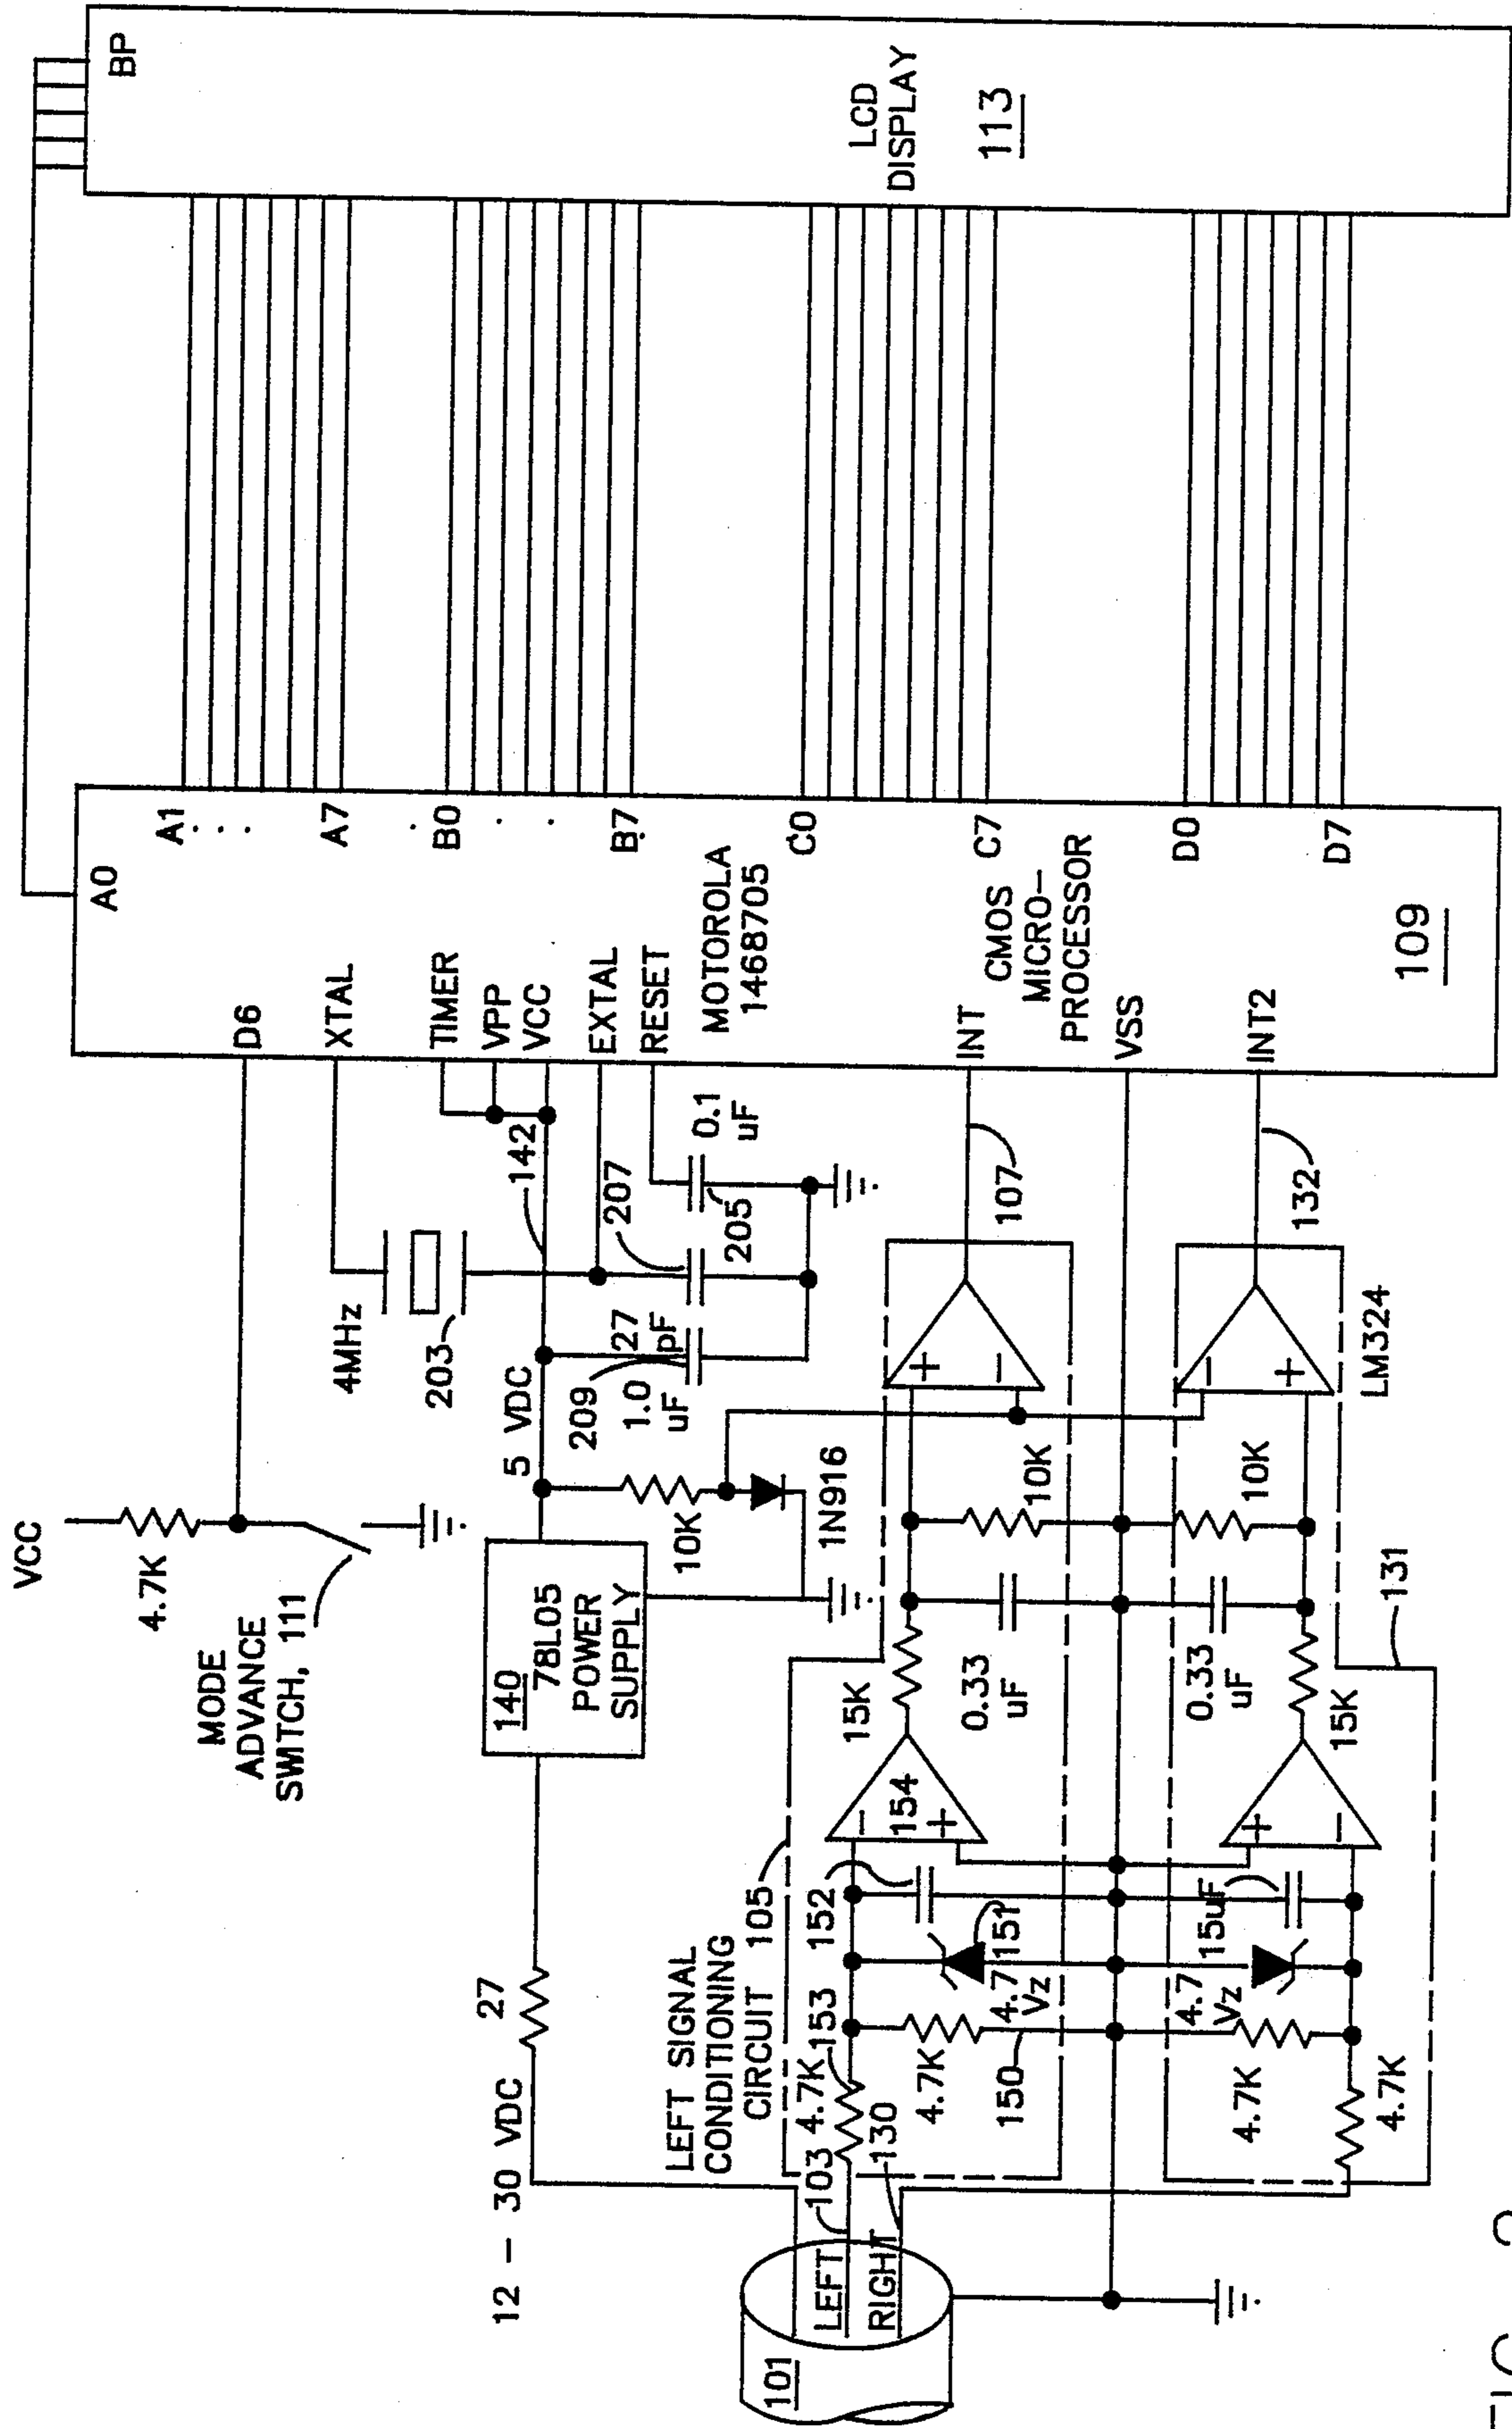 VCC
4.7K
MODE
ADVANCE
SWITCH, 111
12 - 30 VDC
27
140
78L05
POWER
SUPPLY
5 VDC
10K
1N916
209
1.0
uF
4MHz
203
27
pF
207
142
205
0.1
uF
D6
XTAL
TIMER
VPP
VCC
EXTAL
RESET
MOTOROLA
1468705
INT
CMOS
MICRO-
PROCESSOR
VSS
INT2
109
A0
A1
A7
B0
B7
C0
C7
D0
D7
BP
LCD
DISPLAY
113
101
LEFT
RIGHT
103
130
LEFT SIGNAL
CONDITIONING
CIRCUIT 105
4.7K
153
4.7K
150
4.7
Vz
151
152
154
15K
0.33
uF
10K
107
4.7K
4.7K
4.7
Vz
15uF
15K
0.33
uF
10K
131
LM324
132